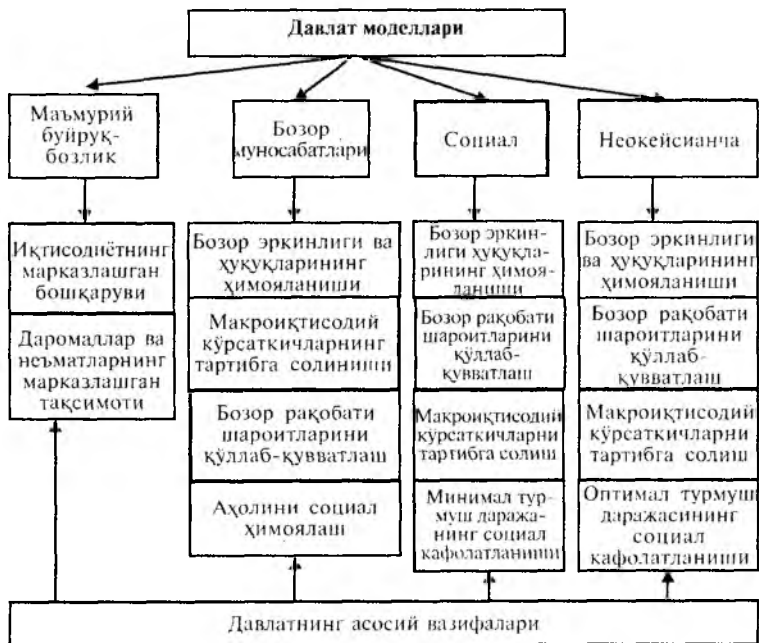 Давлат моделлари
Маъмурий
буйруқ-
бозлик
Бозор
муносабатлари
Социал
Неокейсианча
Иқтисодиётнинг
марказлашган
бошқаруви
Даромадлар ва
неъматларнинг
марказлашган
тақсимоти
Бозор эркинлиги ва
ҳуқуқларининг
ҳимояланиши
Макроиқтисодий
кўрсаткичларнинг
тартибга солиниши
Бозор рақобати
шароитларини
қўллаб-қувватлаш
Аҳолини социал
ҳимоялаш
Бозор эркин-
лиги ҳуқуқла-
рининг ҳимоя-
ланиши
Бозор рақобати
шароитларини
қўллаб-
қувватлаш
Макроиқтисодий
кўрсаткичларни
тартибга солиш
Минимал тур-
муш даража-
нинг социал
кафолатланиши
Бозор эркинлиги
ва ҳуқуқларининг
ҳимояланиши
Бозор рақобати
шароитларини
қўллаб-
қувватлаш
Макроиқтисодий
кўрсаткичларни
тартибга солиш
Оптимал турмуш
даражасининг
социал
кафолатланиши
Давлатнинг асосий вазифалари